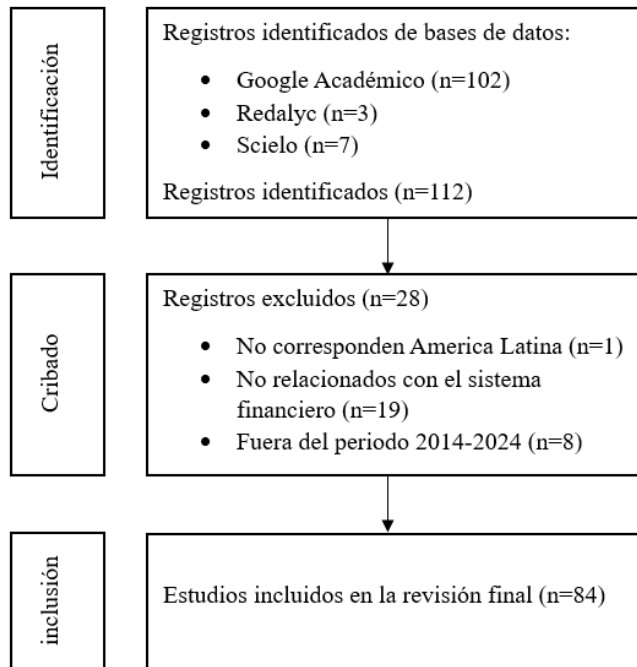 Identificación
Registros identificados de bases de datos:
• Google Académico (n=102)
• Redalyc (n=3)
• Scielo (n=7)
Registros identificados (n=112)
Cribado
Registros excluidos (n=28)
• No corresponden America Latina (n=1)
• No relacionados con el sistema
financiero (n=19)
• Fuera del periodo 2014-2024 (n=8)
inclusión
Estudios incluidos en la revisión final (n=84)